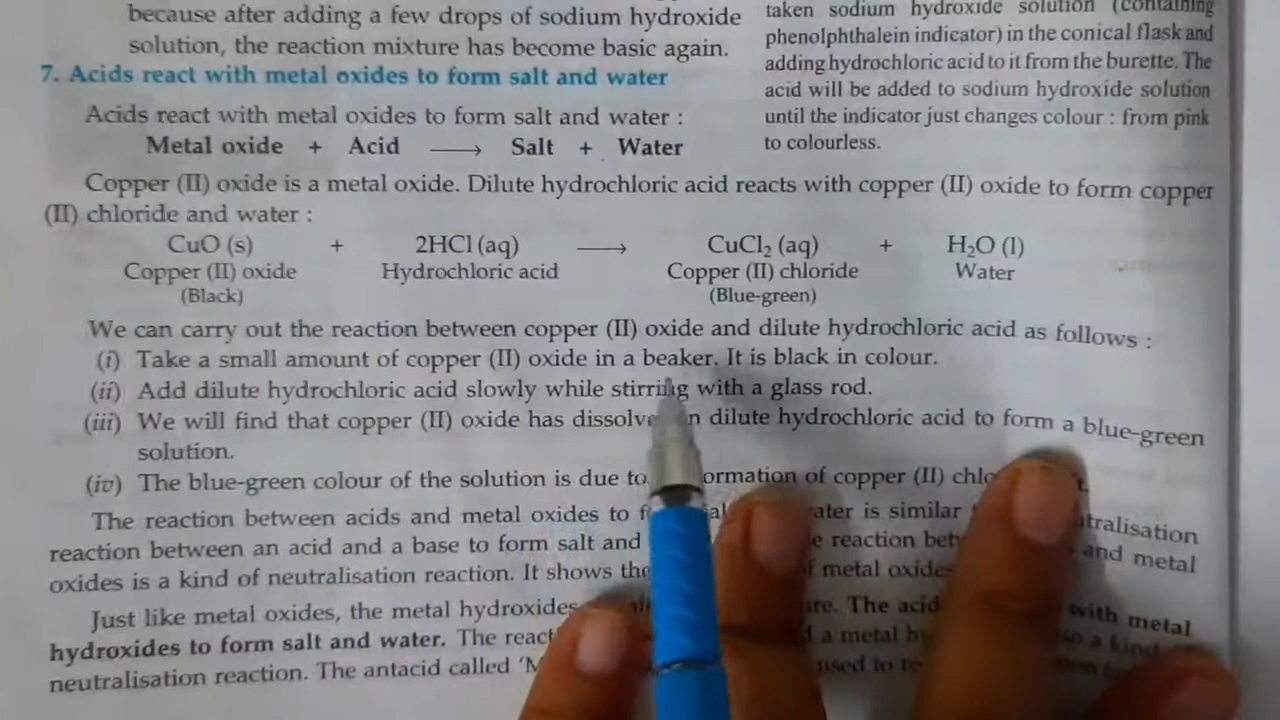 because after adding a few drops of sodium hydroxide
solution, the reaction mixture has become basic again.
taken sodium hydroxide solution (containing
phenolphthalein indicator) in the conical flask and
adding hydrochloric acid to it from the burette. The
acid will be added to sodium hydroxide solution
until the indicator just changes colour : from pink
to colourless.
7. Acids react with metal oxides to form salt and water
Acids react with metal oxides to form salt and water :
Metal oxide + Acid ⟶ Salt + Water
Copper (II) oxide is a metal oxide. Dilute hydrochloric acid reacts with copper (II) oxide to form copper
(II) chloride and water :
CuO (s) + 2HCl (aq) ⟶ CuCl₂ (aq) + H₂O (l)
Copper (II) oxide Hydrochloric acid Copper (II) chloride Water
(Black) (Blue-green)
We can carry out the reaction between copper (II) oxide and dilute hydrochloric acid as follows :
(i) Take a small amount of copper (II) oxide in a beaker. It is black in colour.
(ii) Add dilute hydrochloric acid slowly while stirring with a glass rod.
(iii) We will find that copper (II) oxide has dilute hydrochloric acid to form a blue-green
solution.
(iv) The blue-green colour of the solution is due to of copper (II)
The reaction between acids and metal oxides to is similar
reaction between an acid and a base to form salt and reaction and metal
oxides is a kind of neutralisation reaction. It shows metal
Just like metal oxides, the metal The with metal
hydroxides to form salt and water. The a metal a kind
neutralisation reaction. The antacid called used to